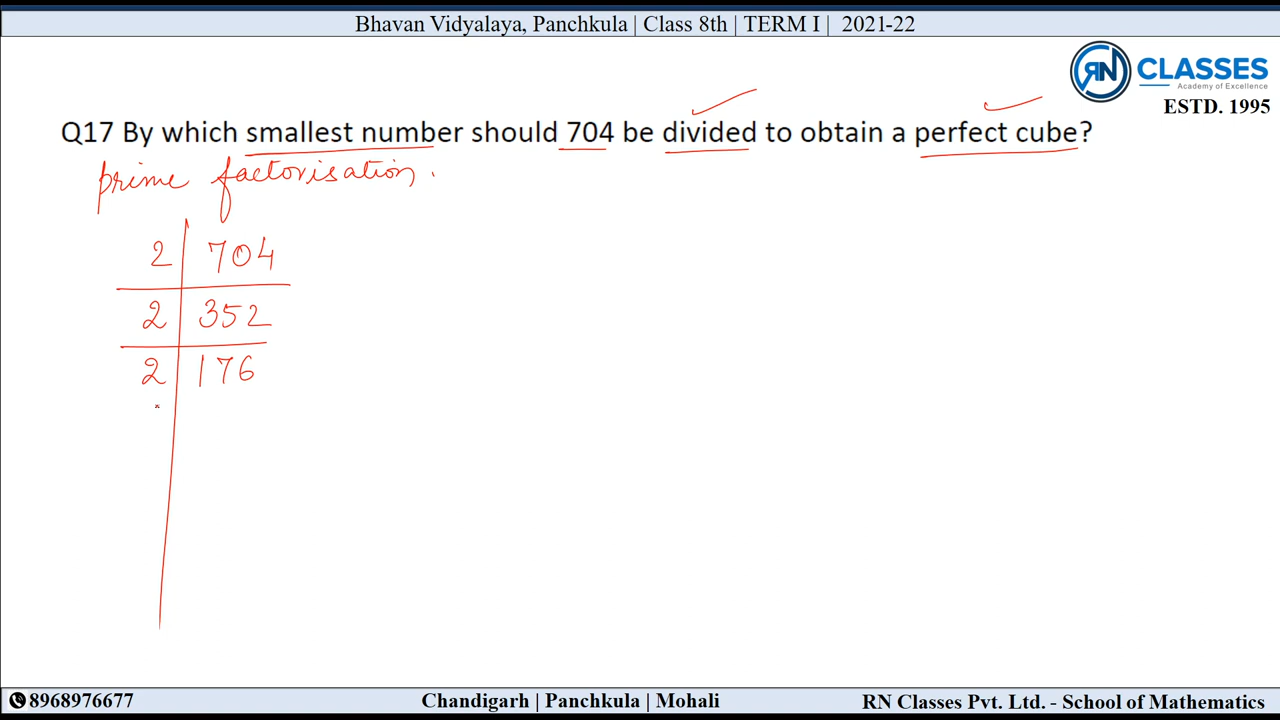 Bhavan Vidyalaya, Panchkula | Class 8th | TERM I | 2021-22
RN CLASSES
Academy of Excellence
ESTD. 1995
Q17 By which smallest number should 704 be divided to obtain a perfect cube?
prime factorisation.
2 | 704
2 | 352
2 | 176
8968976677
Chandigarh | Panchkula | Mohali
RN Classes Pvt. Ltd. - School of Mathematics